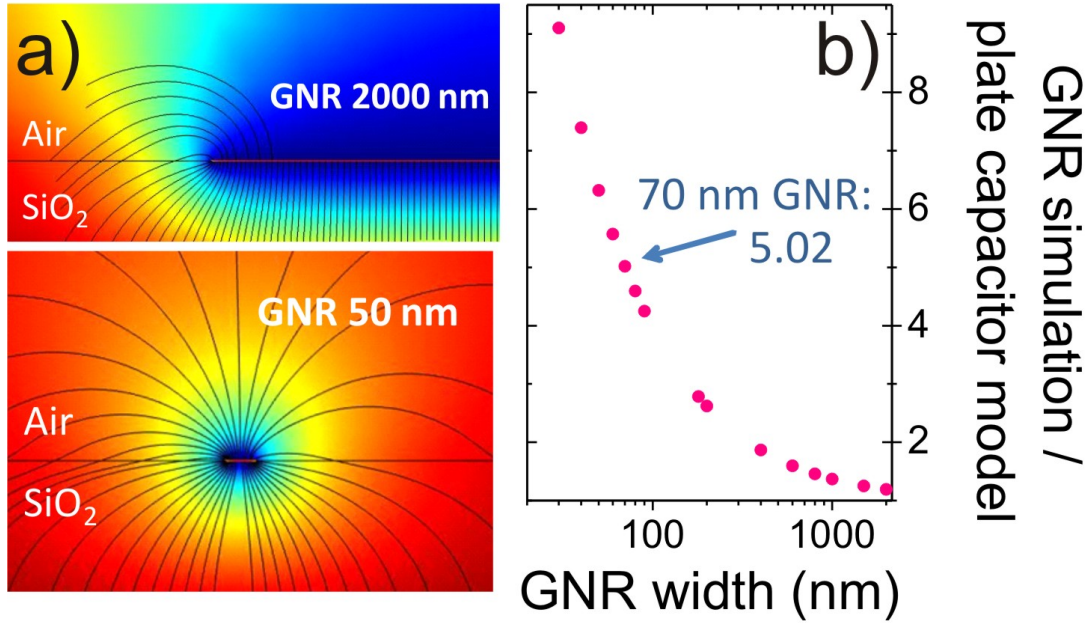 a)
GNR 2000 nm
Air
SiO₂
GNR 50 nm
Air
SiO₂
b)
70 nm GNR:
5.02
8
6
4
2
100
1000
GNR width (nm)
GNR simulation /
plate capacitor model